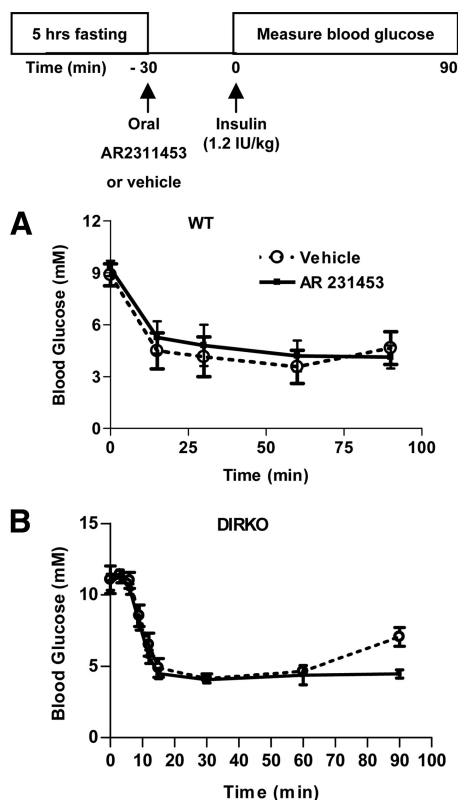 5 hrs fasting
Measure blood glucose
Time (min)
- 30
0
90
Oral
AR2311453
or vehicle
Insulin
(1.2 IU/kg)
A
WT
Vehicle
AR 231453
Blood Glucose (mM)
12
9
6
3
0
0 25 50 75 100
Time (min)
B
DIRKO
Blood Glucose (mM)
15
10
5
0
0 10 20 30 40 50 60 70 80 90 100
Time (min)